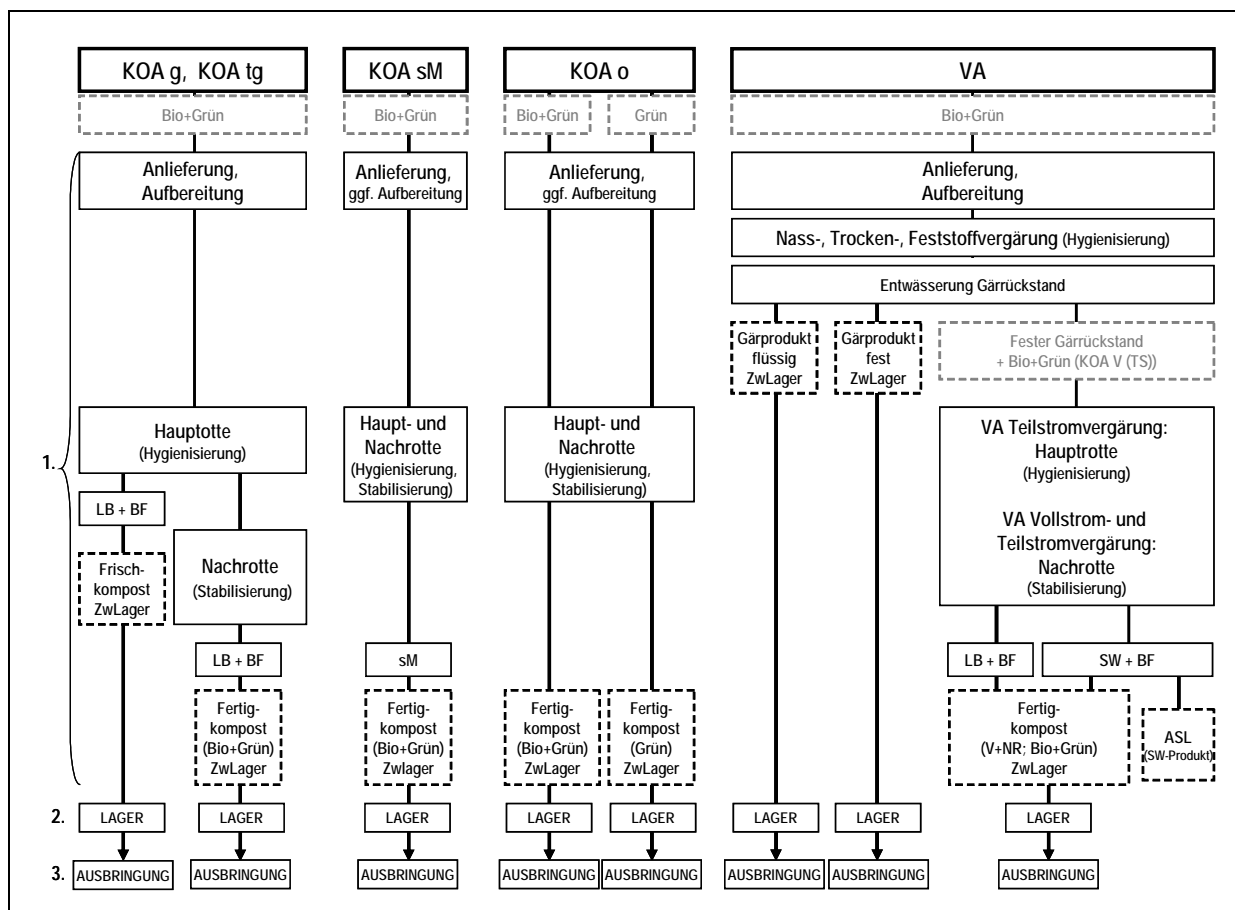 KOA g, KOA tg
KOA sM
KOA o
VA
Bio+Grün
Bio+Grün
Bio+Grün
Grün
Bio+Grün
Anlieferung,
Aufbereitung
Anlieferung,
ggf. Aufbereitung
Anlieferung,
ggf. Aufbereitung
Anlieferung,
Aufbereitung
Nass-, Trocken-, Feststoffvergärung (Hygienisierung)
Entwässerung Gärrückstand
Gärprodukt
flüssig
ZwLager
Gärprodukt
fest
ZwLager
Fester Gärrückstand
+ Bio+Grün (KOA V (TS))
1.
Hauptotte
(Hygienisierung)
Haupt- und
Nachrotte
(Hygienisierung,
Stabilisierung)
Haupt- und
Nachrotte
(Hygienisierung,
Stabilisierung)
VA Teilstromvergärung:
Hauptrotte
(Hygienisierung)
VA Vollstrom- und
Teilstromvergärung:
Nachrotte
(Stabilisierung)
LB + BF
Frisch-
kompost
ZwLager
Nachrotte
(Stabilisierung)
LB + BF
sM
LB + BF
SW + BF
Fertig-
kompost
(Bio+Grün)
ZwLager
Fertig-
kompost
(Bio+Grün)
Zwlager
Fertig-
kompost
(Bio+Grün)
ZwLager
Fertig-
kompost
(Grün)
ZwLager
Fertig-
kompost
(V+NR; Bio+Grün)
ZwLager
ASL
(SW-Produkt)
2.
LAGER
LAGER
LAGER
LAGER
LAGER
LAGER
LAGER
LAGER
3.
AUSBRINGUNG
AUSBRINGUNG
AUSBRINGUNG
AUSBRINGUNG
AUSBRINGUNG
AUSBRINGUNG
AUSBRINGUNG
AUSBRINGUNG